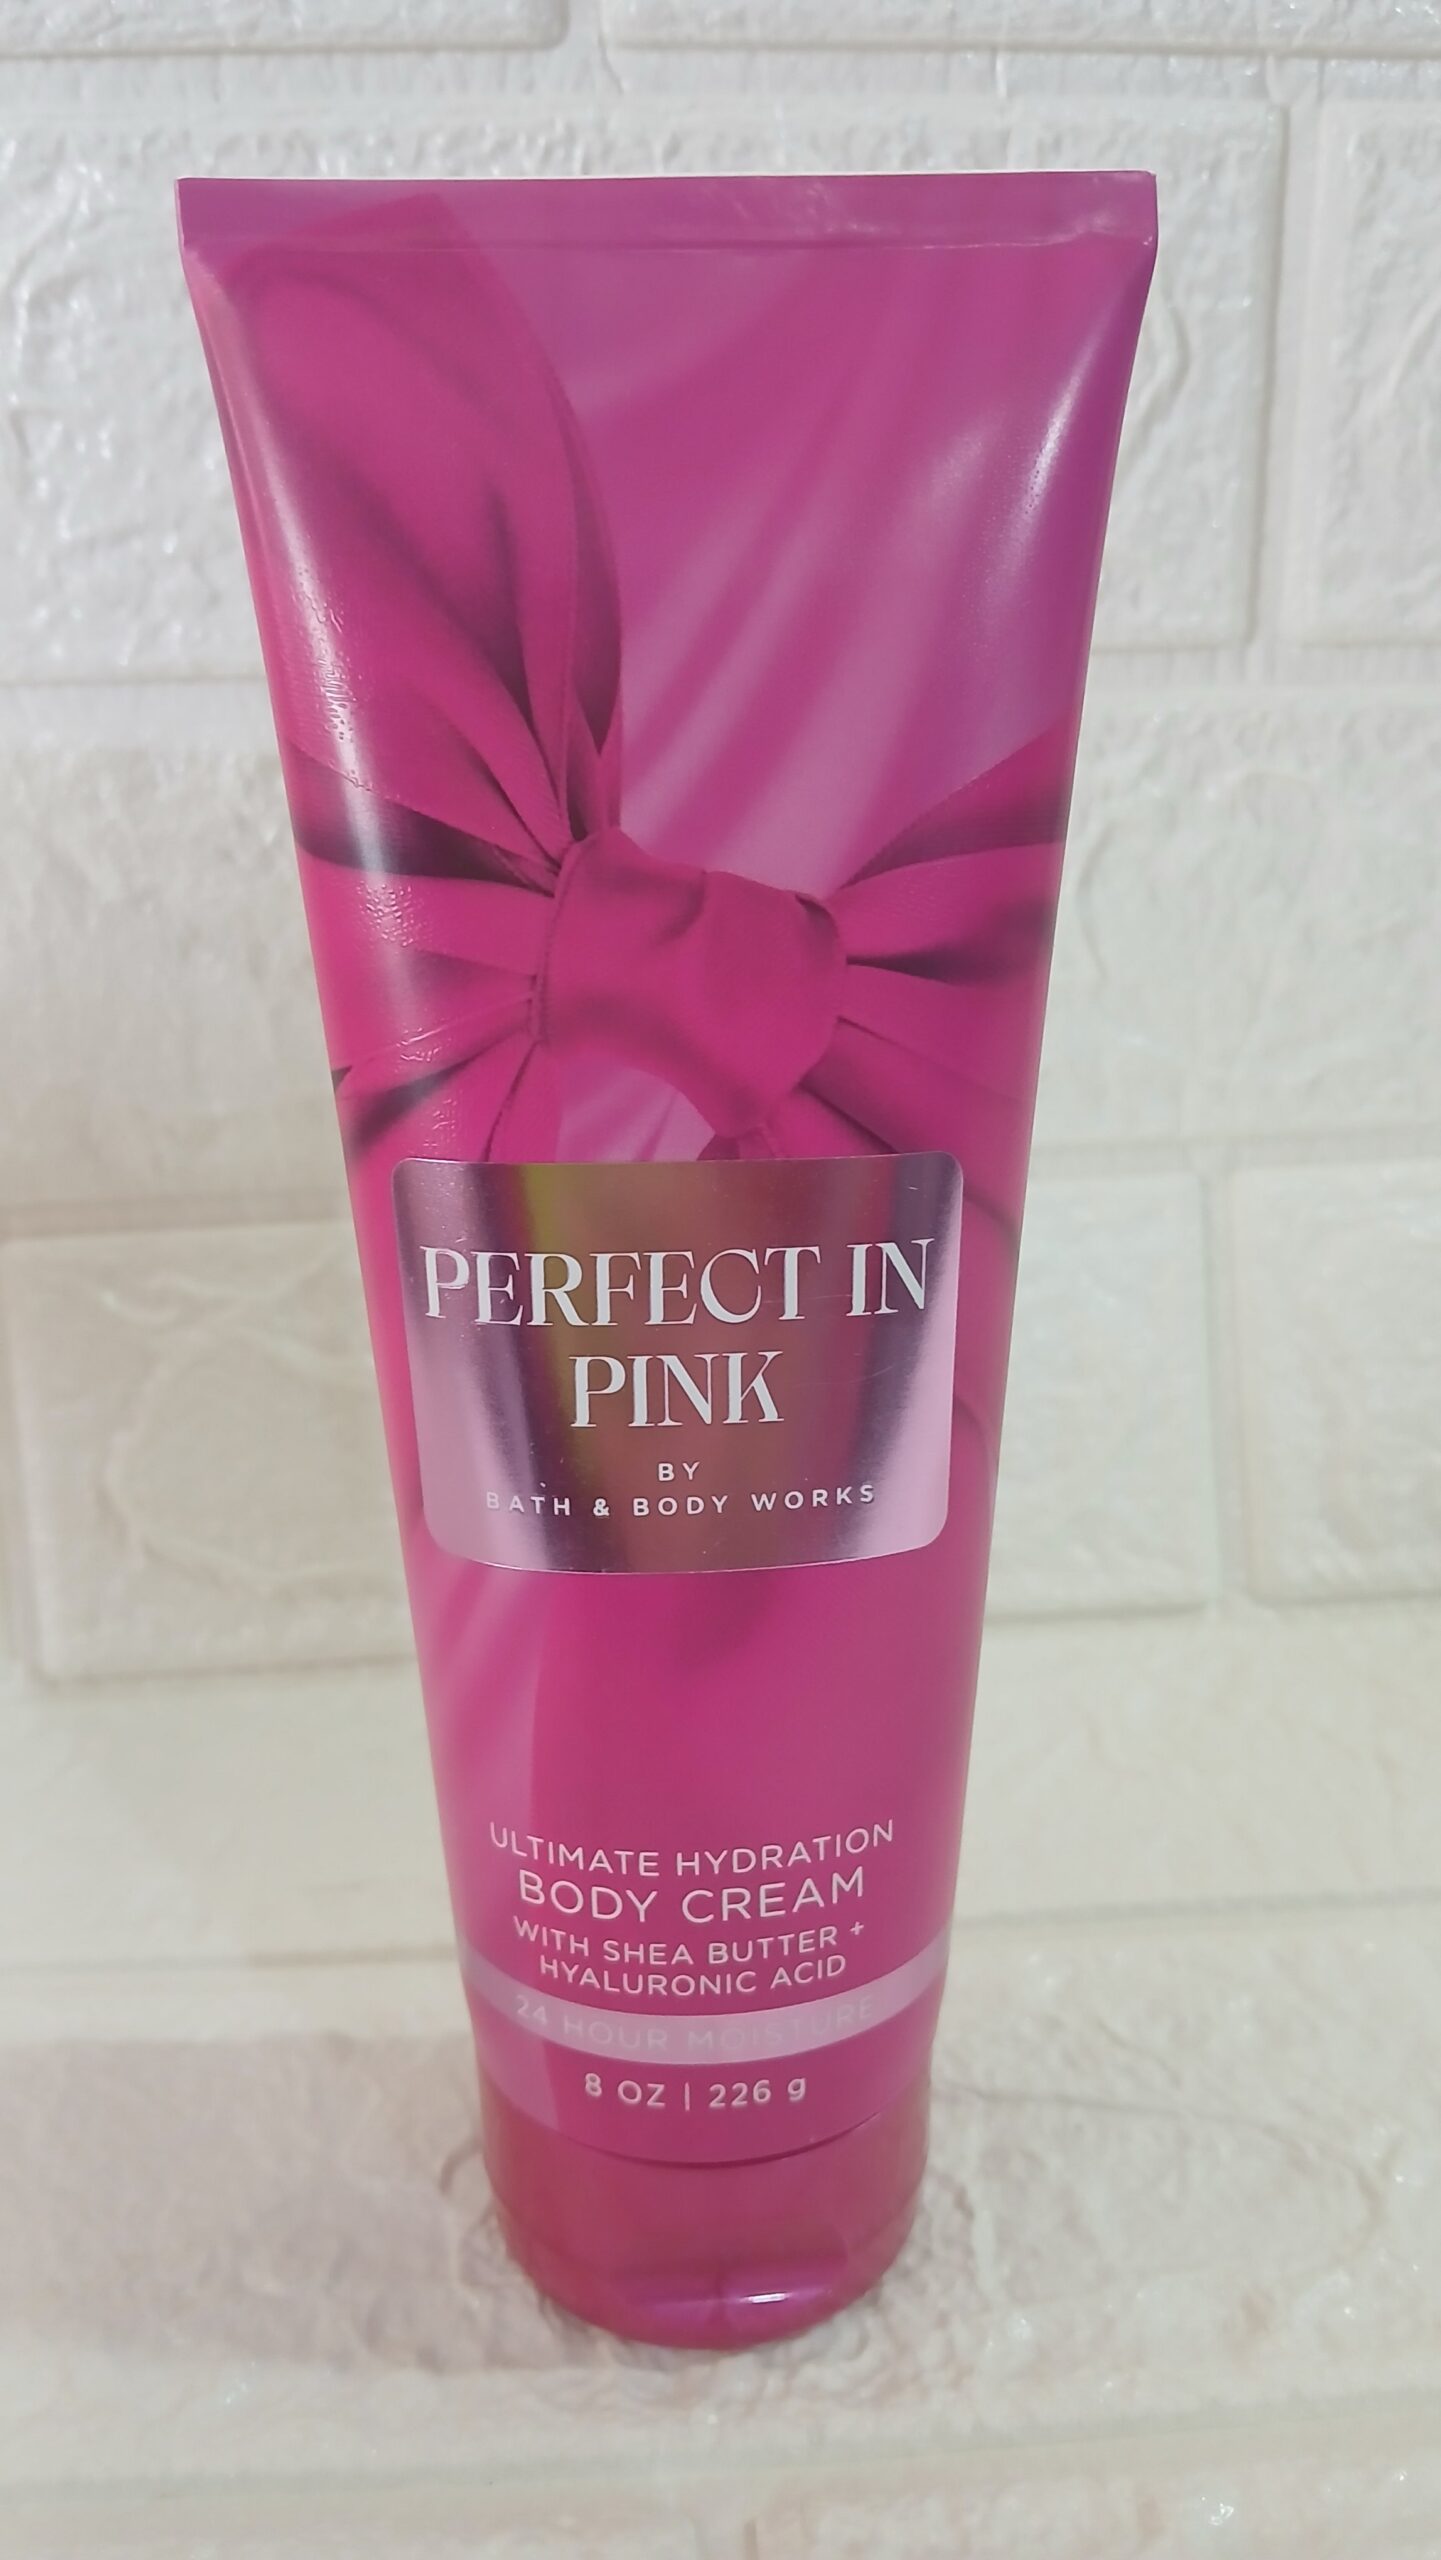 PERFECT IN
PINK
BY
BATH & BODY WORKS
ULTIMATE HYDRATION
BODY CREAM
WITH SHEA BUTTER +
HYALURONIC ACID
24 HOUR MOISTURE
8 OZ | 226 g